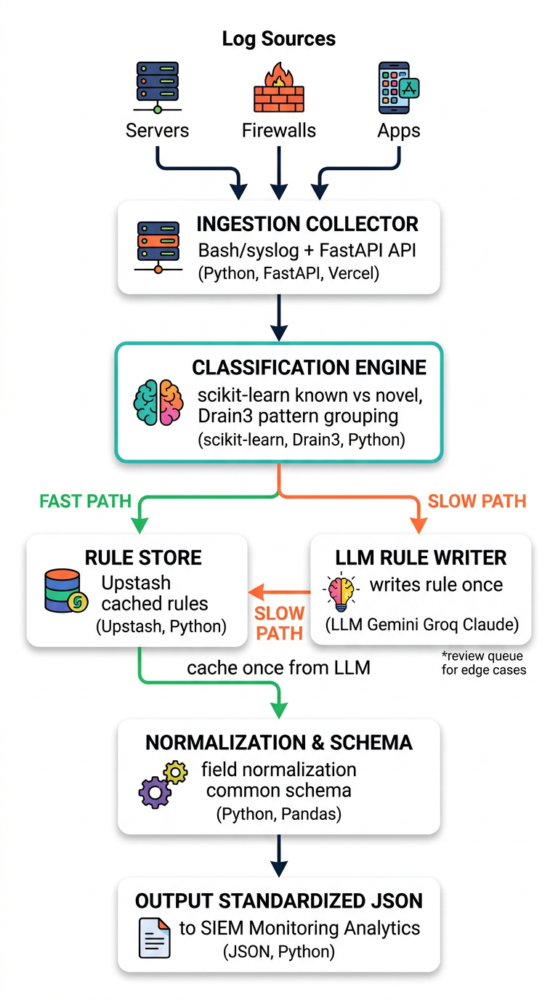 Log Sources
Servers
Firewalls
Apps
INGESTION COLLECTOR
Bash/syslog + FastAPI API
(Python, FastAPI, Vercel)
CLASSIFICATION ENGINE
scikit-learn known vs novel,
Drain3 pattern grouping
(scikit-learn, Drain3, Python)
FAST PATH
SLOW PATH
RULE STORE
Upstash
cached rules
(Upstash, Python)
SLOW
PATH
LLM RULE WRITER
writes rule once
(LLM Gemini Groq Claude)
*review queue
for edge cases
cache once from LLM
NORMALIZATION & SCHEMA
field normalization
common schema
(Python, Pandas)
OUTPUT STANDARDIZED JSON
to SIEM Monitoring Analytics
(JSON, Python)